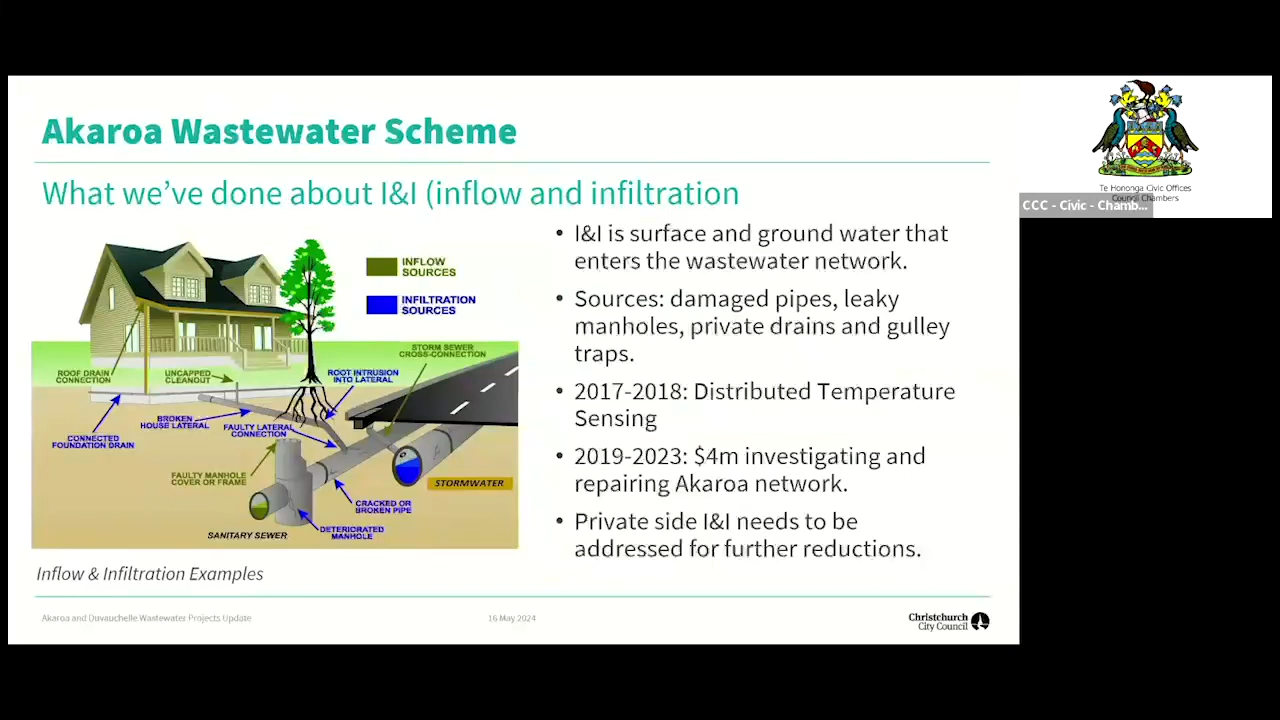 Akaroa Wastewater Scheme
What we've done about I&I (inflow and infiltration
INFLOW
SOURCES
INFILTRATION
SOURCES
STORM SEWER
CROSS-CONNECTION
ROOF DRAIN
CONNECTION
UNCAPPED
CLEANOUT
ROOT INTRUSION
INTO LATERAL
BROKEN
HOUSE LATERAL
FAULTY LATERAL
CONNECTION
CONNECTED
FOUNDATION DRAIN
FAULTY MANHOLE
COVER OR FRAME
STORMWATER
CRACKED OR
BROKEN PIPE
DETERIORATED
MANHOLE
SANITARY SEWER
Inflow & Infiltration Examples
• I&I is surface and ground water that
enters the wastewater network.
• Sources: damaged pipes, leaky
manholes, private drains and gulley
traps.
• 2017-2018: Distributed Temperature
Sensing
• 2019-2023: $4m investigating and
repairing Akaroa network.
• Private side I&I needs to be
addressed for further reductions.
Akaroa and Duvauchelle Wastewater Projects Update
16 May 2024
Christchurch
City Council
Te Hononga Civic Offices
Council Chambers
CCC - Civic - Chamb...